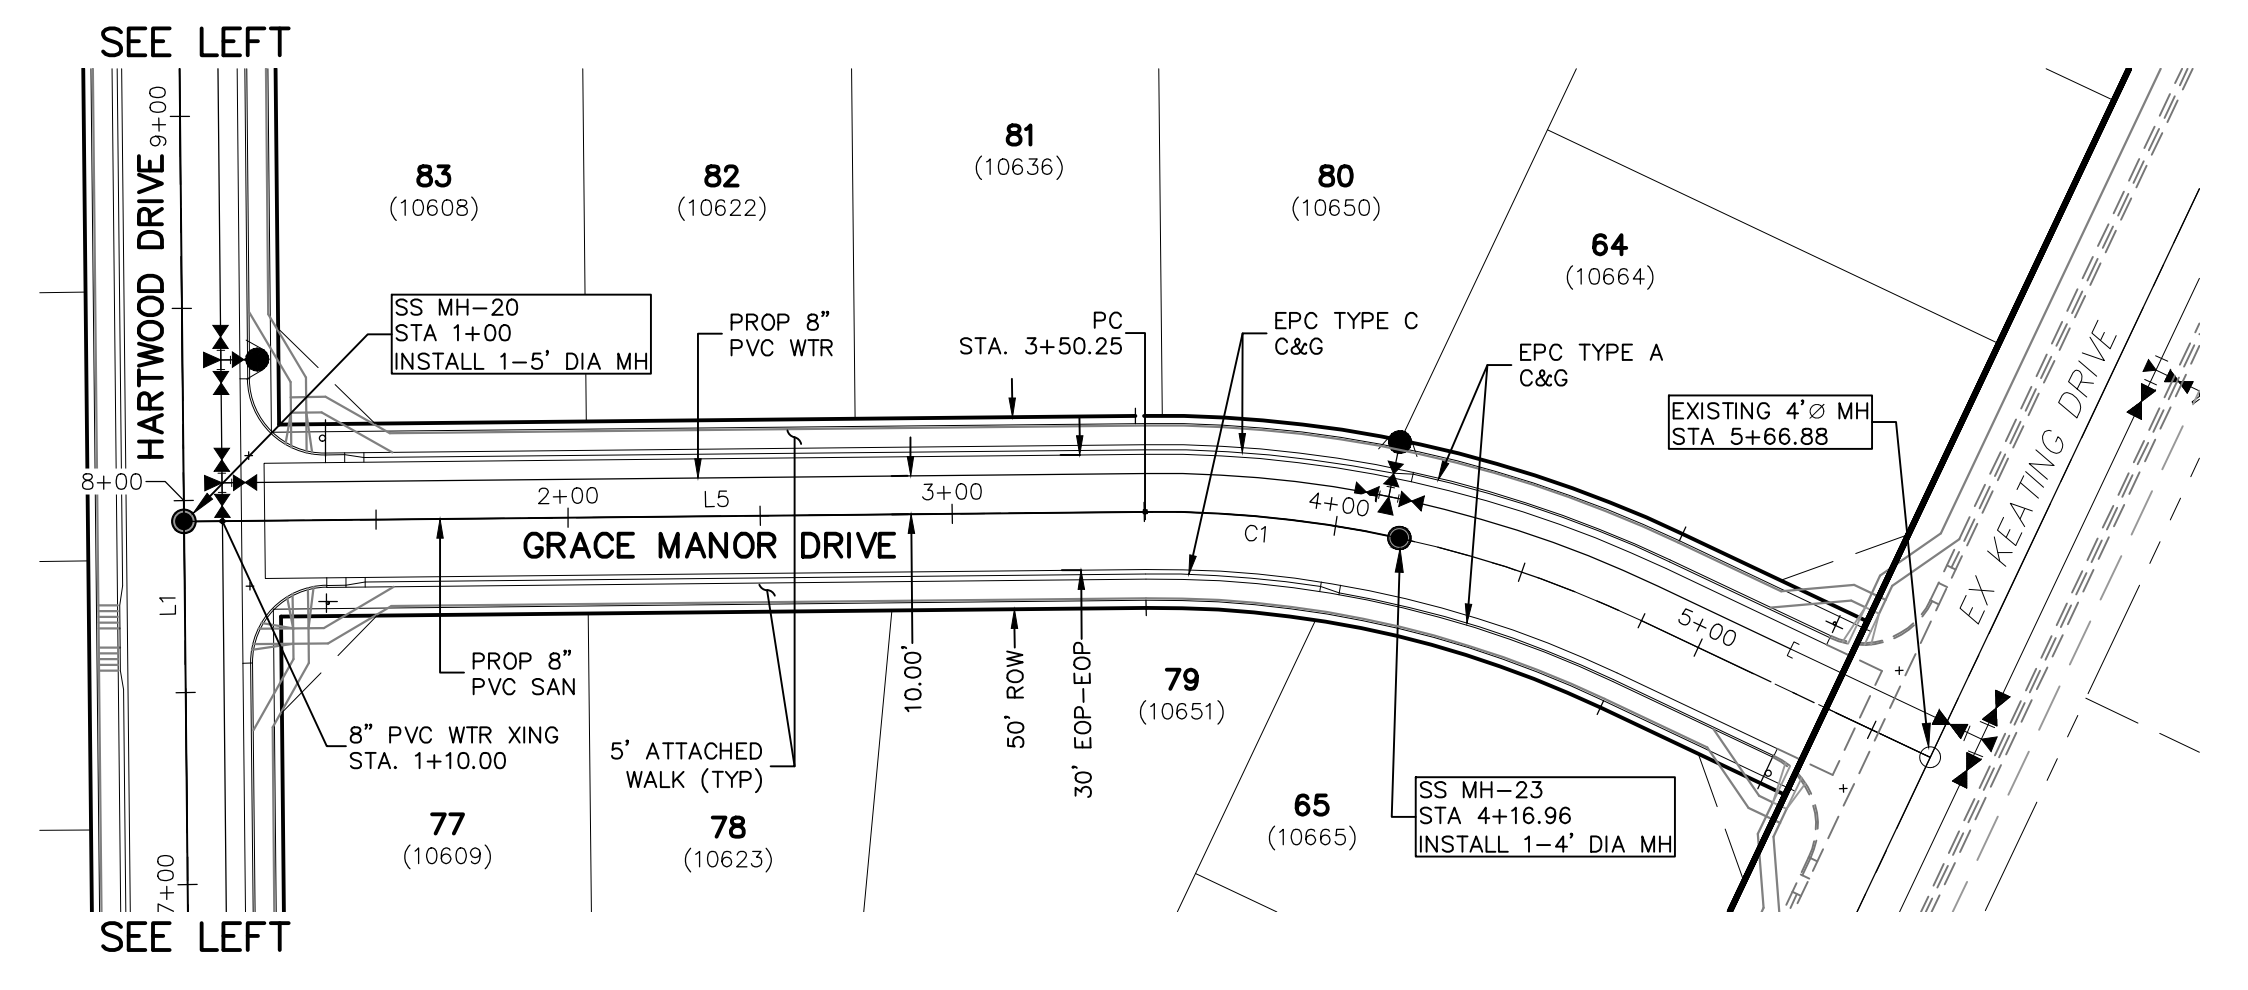 SEE LEFT
9+00
HARTWOOD DRIVE
8+00
L1
7+00
SEE LEFT
83
(10608)
82
(10622)
81
(10636)
80
(10650)
64
(10664)
SS MH-20
STA 1+00
INSTALL 1-5' DIA MH
PROP 8"
PVC WTR
PC
STA. 3+50.25
EPC TYPE C
C&G
EPC TYPE A
C&G
EXISTING 4'∅ MH
STA 5+66.88
EX KEATING DRIVE
2+00
L5
3+00
4+00
C1
5+00
GRACE MANOR DRIVE
PROP 8"
PVC SAN
8" PVC WTR XING
STA. 1+10.00
5' ATTACHED
WALK (TYP)
10.00'
50' ROW
30' EOP-EOP
79
(10651)
65
(10665)
SS MH-23
STA 4+16.96
INSTALL 1-4' DIA MH
77
(10609)
78
(10623)